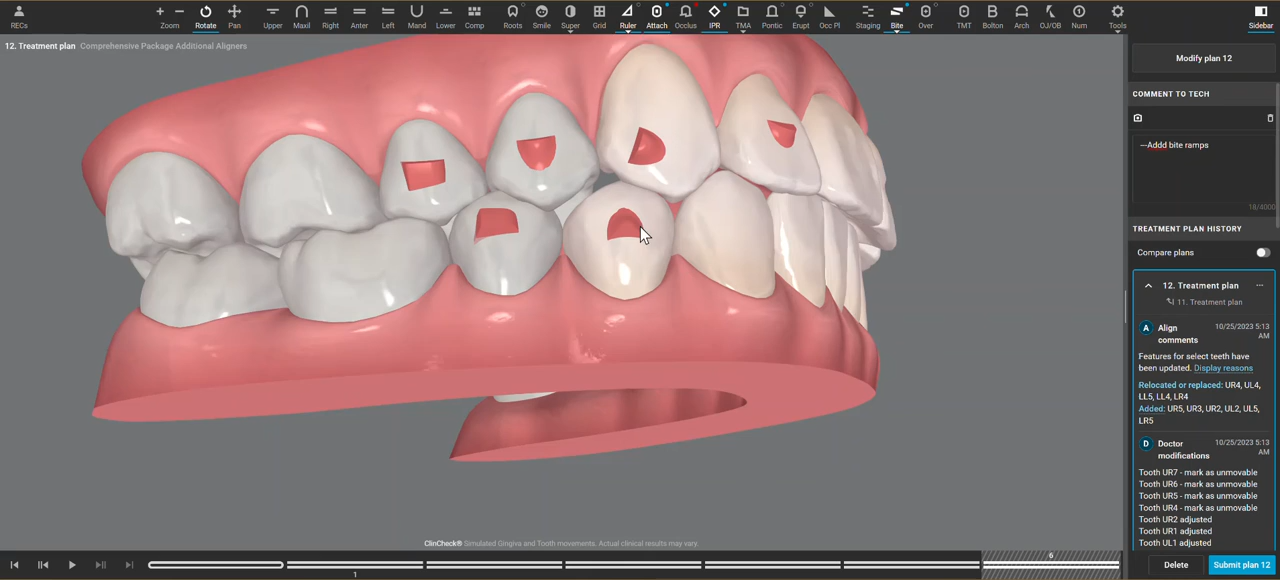 RECs
Zoom
Rotate
Pan
Upper
Maxil
Right
Anter
Left
Mand
Lower
Comp
Roots
Smile
Super
Grid
Ruler
Attach
Occlus
IPR
TMA
Pontic
Erupt
Occ Pl
Staging
Bite
Over
TMT
Bolton
Arch
OJ/OB
Num
Tools
Sidebar
12. Treatment plan Comprehensive Package Additional Aligners
Modify plan 12
COMMENT TO TECH
—Addd bite ramps
18/4000
TREATMENT PLAN HISTORY
Compare plans
12. Treatment plan
11. Treatment plan
A Align comments 10/25/2023 5:13 AM
Features for select teeth have
been updated. Display reasons
Relocated or replaced: UR4, UL4,
LL5, LL4, LR4
Added: UR5, UR3, UR2, UL2, UL5,
LR5
D Doctor modifications 10/25/2023 5:13 AM
Tooth UR7 - mark as unmovable
Tooth UR6 - mark as unmovable
Tooth UR5 - mark as unmovable
Tooth UR4 - mark as unmovable
Tooth UR2 adjusted
Tooth UR1 adjusted
Tooth UL1 adjusted
ClinCheck® Simulated Gingiva and Tooth movements. Actual clinical results may vary.
6
1
Delete
Submit plan 12